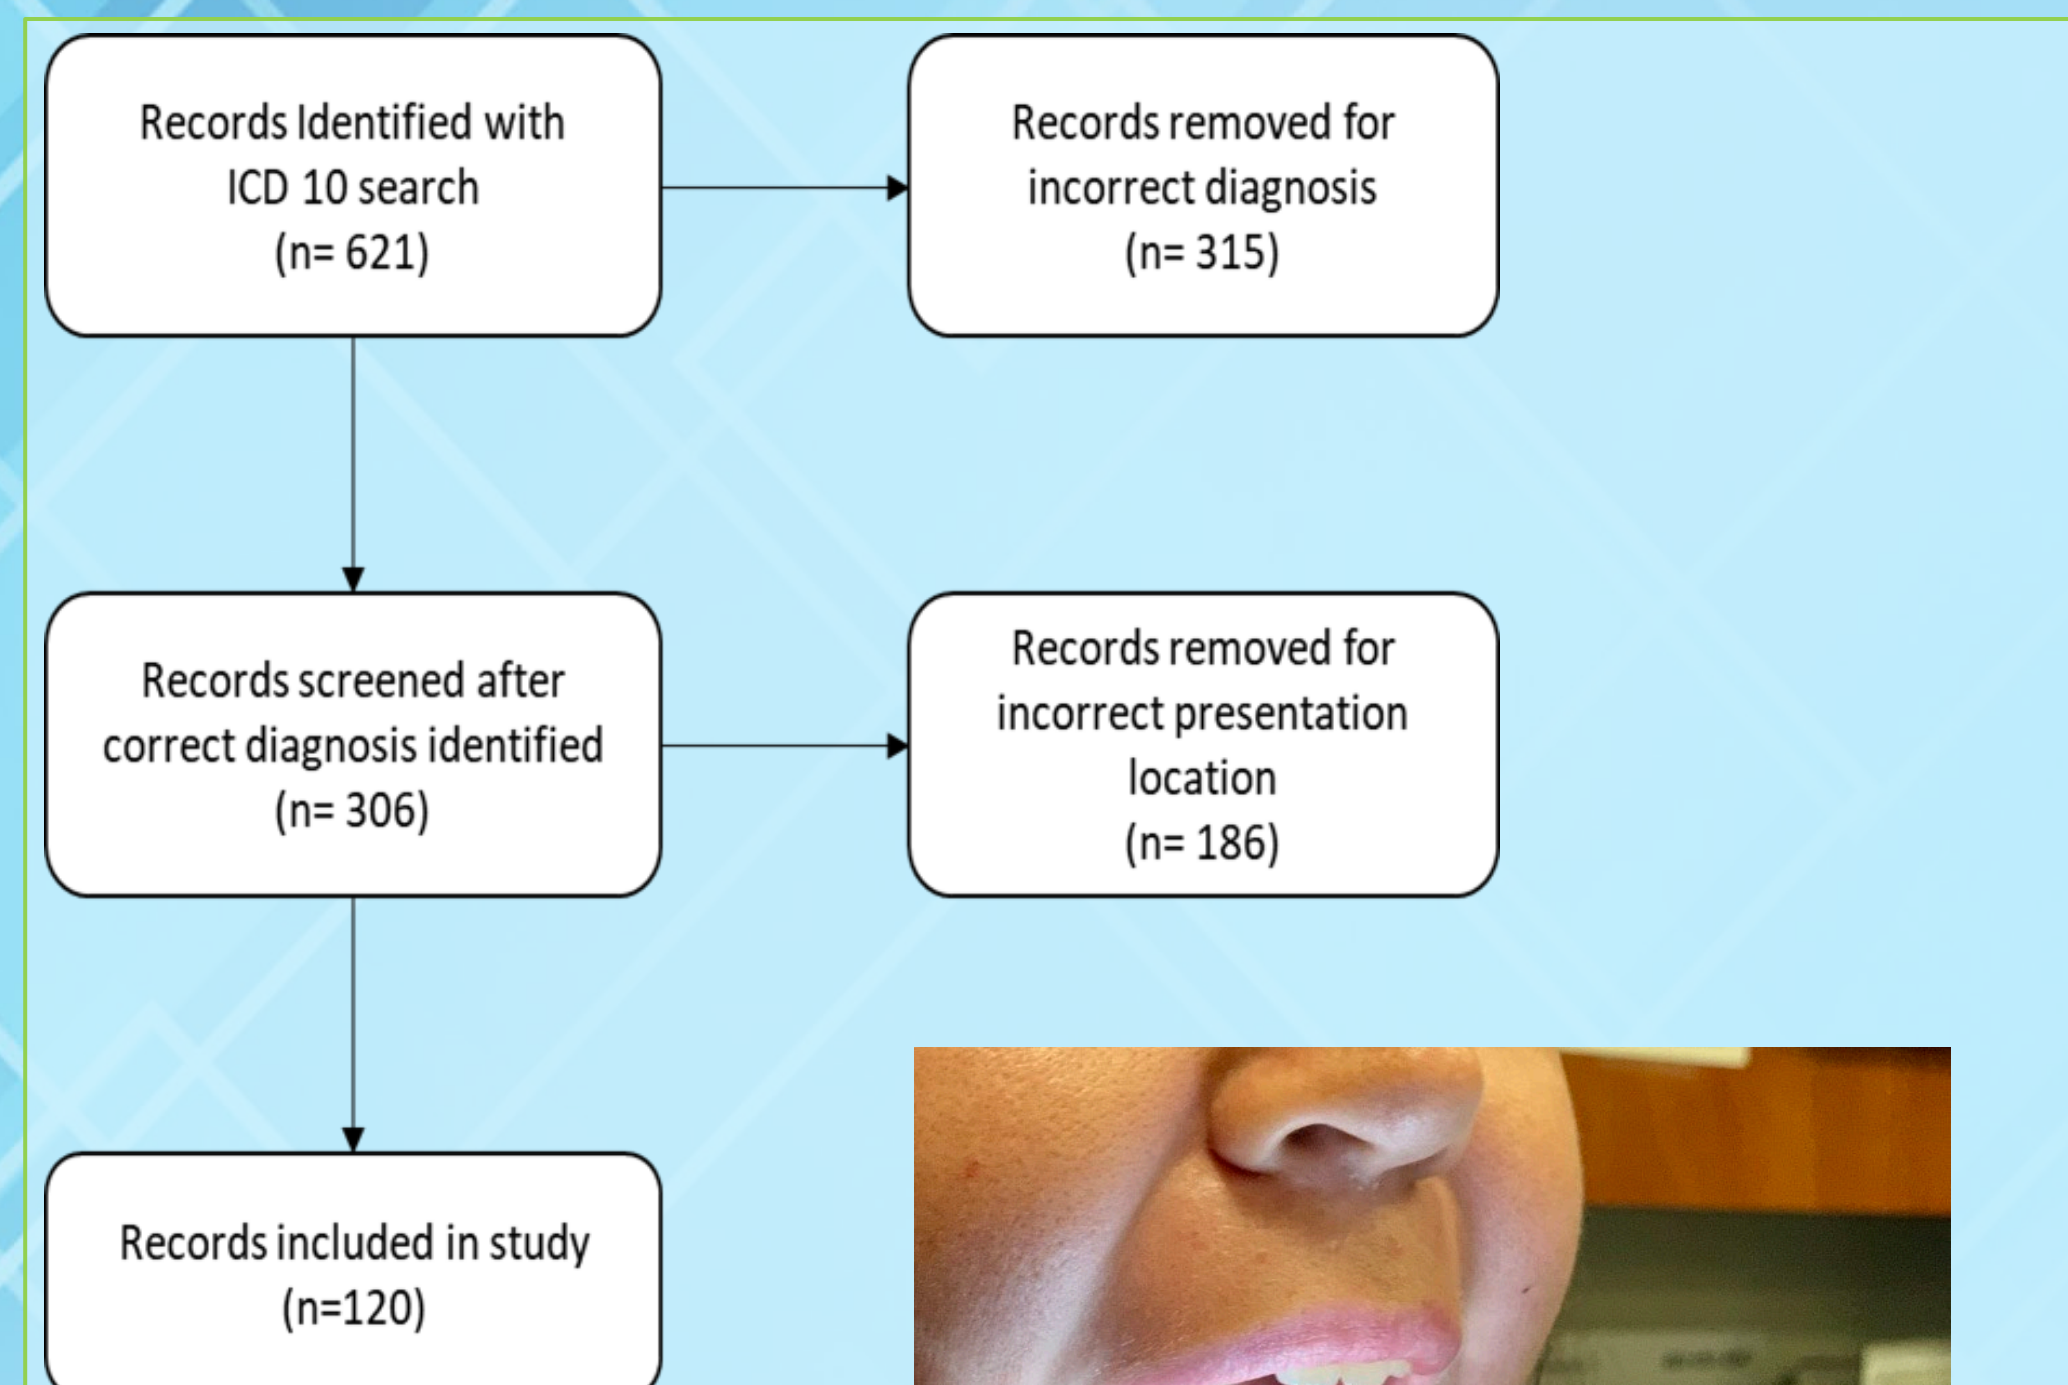 Records Identified with
ICD 10 search
(n= 621)
Records removed for
incorrect diagnosis
(n= 315)
Records screened after
correct diagnosis identified
(n= 306)
Records removed for
incorrect presentation
location
(n= 186)
Records included in study
(n=120)